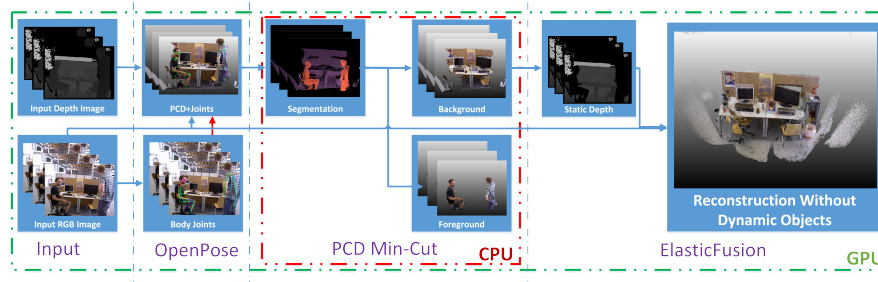 Input Depth Image
PCD+Joints
Segmentation
Background
Static Depth
Input RGB Image
Body Joints
Foreground
Reconstruction Without
Dynamic Objects
Input
OpenPose
PCD Min-Cut
CPU
ElasticFusion
GPU